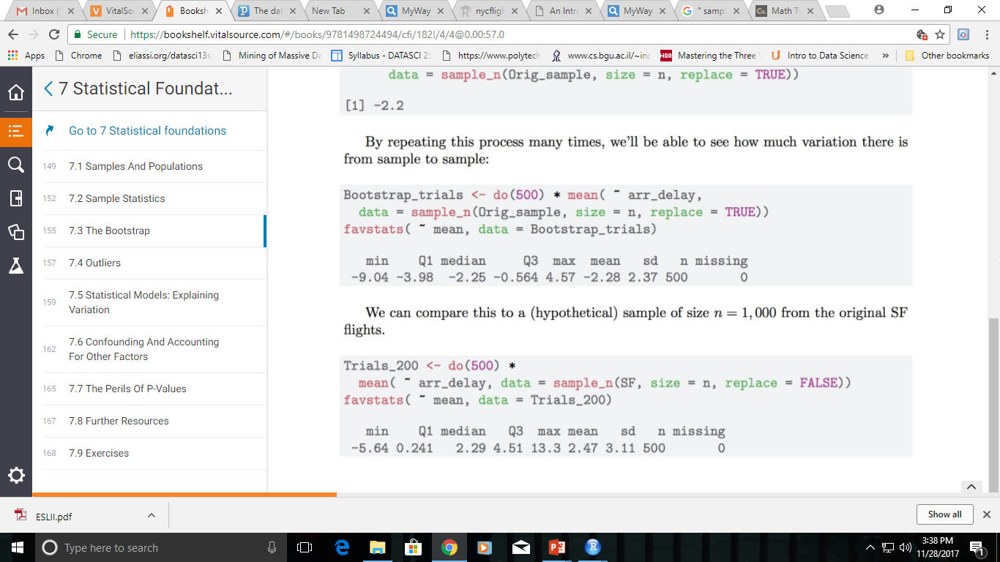 Inbox (
VitalSo
Booksh
The dat
New Tab
MyWay
nycfligh
An Intr
MyWay
" sampl
Math T
Secure
https://bookshelf.vitalsource.com/#/books/9781498724494/cfi/182!/4/4@0.00:57.0
Apps
Chrome
eliassi.org/datasci13s
Mining of Massive Da
Syllabus - DATASCI 25
https://www.polytech
www.cs.bgu.ac.il/~inc
HBR
Mastering the Three
Intro to Data Science
»
Other bookmarks
7 Statistical Foundat...
Go to 7 Statistical foundations
149 7.1 Samples And Populations
152 7.2 Sample Statistics
155 7.3 The Bootstrap
157 7.4 Outliers
159 7.5 Statistical Models: Explaining
Variation
162 7.6 Confounding And Accounting
For Other Factors
165 7.7 The Perils Of P-Values
167 7.8 Further Resources
168 7.9 Exercises
data = sample_n(Orig_sample, size = n, replace = TRUE))
[1] -2.2
By repeating this process many times, we'll be able to see how much variation there is
from sample to sample:
Bootstrap_trials <- do(500) * mean( ~ arr_delay,
data = sample_n(Orig_sample, size = n, replace = TRUE))
favstats( ~ mean, data = Bootstrap_trials)
min Q1 median Q3 max mean sd n missing
-9.04 -3.98 -2.25 -0.564 4.57 -2.28 2.37 500 0
We can compare this to a (hypothetical) sample of size n = 1,000 from the original SF
flights.
Trials_200 <- do(500) *
mean( ~ arr_delay, data = sample_n(SF, size = n, replace = FALSE))
favstats( ~ mean, data = Trials_200)
min Q1 median Q3 max mean sd n missing
-5.64 0.241 2.29 4.51 13.3 2.47 3.11 500 0
ESLII.pdf
Show all
Type here to search
3:38 PM
11/28/2017
1